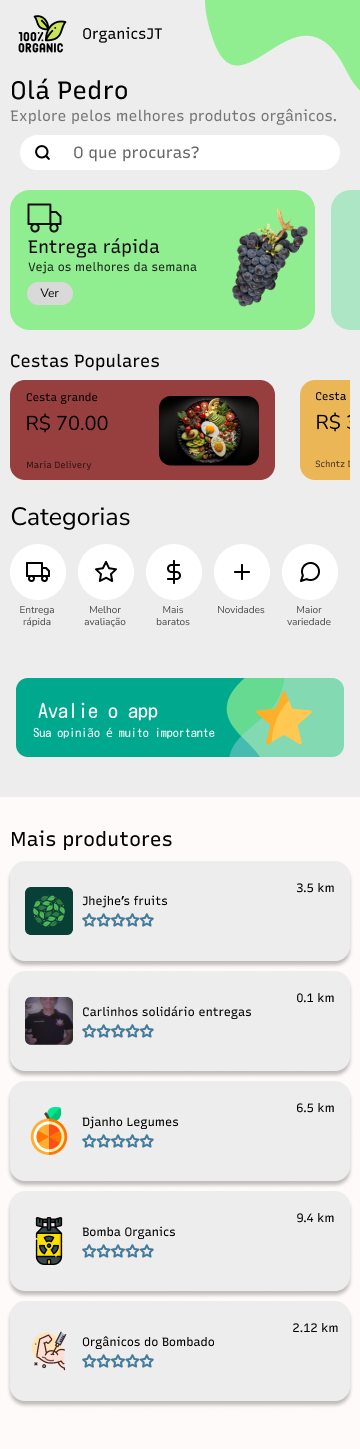 100%
ORGANIC
OrganicsJT
Olá Pedro
Explore pelos melhores produtos orgânicos.
O que procuras?
Entrega rápida
Veja os melhores da semana
Ver
Cestas Populares
Cesta grande
R$ 70.00
Maria Delivery
Cesta
R$
Schntz
Categorias
Entrega
rápida
Melhor
avaliação
Mais
baratos
Novidades
Maior
variedade
Avalie o app
Sua opinião é muito importante
Mais produtores
Jhejhe's fruits
3.5 km
Carlinhos solidário entregas
0.1 km
Djanho Legumes
6.5 km
Bomba Organics
9.4 km
Orgânicos do Bombado
2.12 km